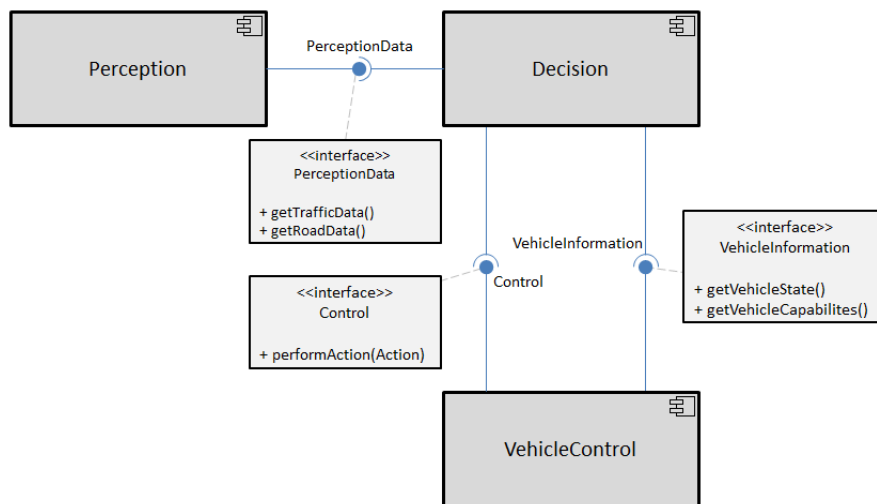 PerceptionData
Perception
Decision
<<interface>>
PerceptionData
+ getTrafficData()
+ getRoadData()
VehicleInformation
<<interface>>
VehicleInformation
+ getVehicleState()
+ getVehicleCapabilites()
Control
<<interface>>
Control
+ performAction(Action)
VehicleControl